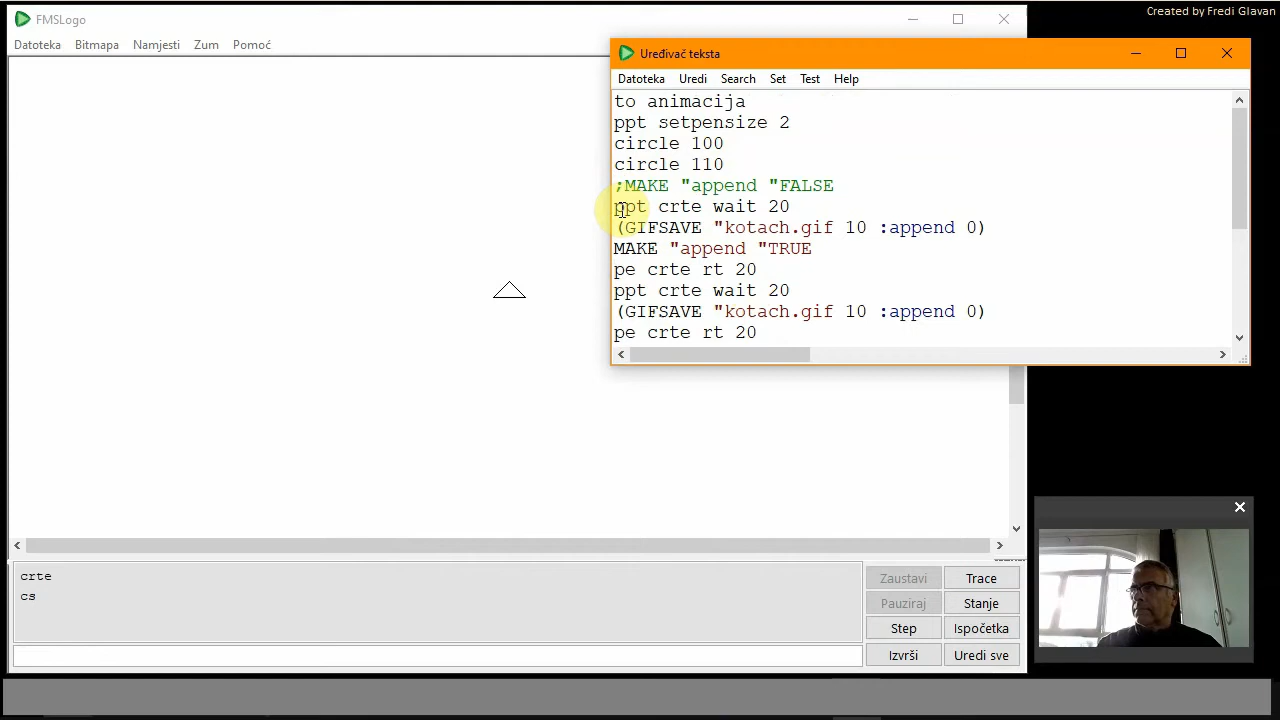 Created by Fredi Glavan
FMSLogo
Datoteka Bitmapa Namjesti Zum Pomoć
Uređivač teksta
Datoteka Uredi Search Set Test Help
to animacija
ppt setpensize 2
circle 100
circle 110
;MAKE "append "FALSE
ppt crte wait 20
(GIFSAVE "kotach.gif 10 :append 0)
MAKE "append "TRUE
pe crte rt 20
ppt crte wait 20
(GIFSAVE "kotach.gif 10 :append 0)
pe crte rt 20
crte
cs
Zaustavi Trace
Pauziraj Stanje
Step Ispočetka
Izvrši Uredi sve